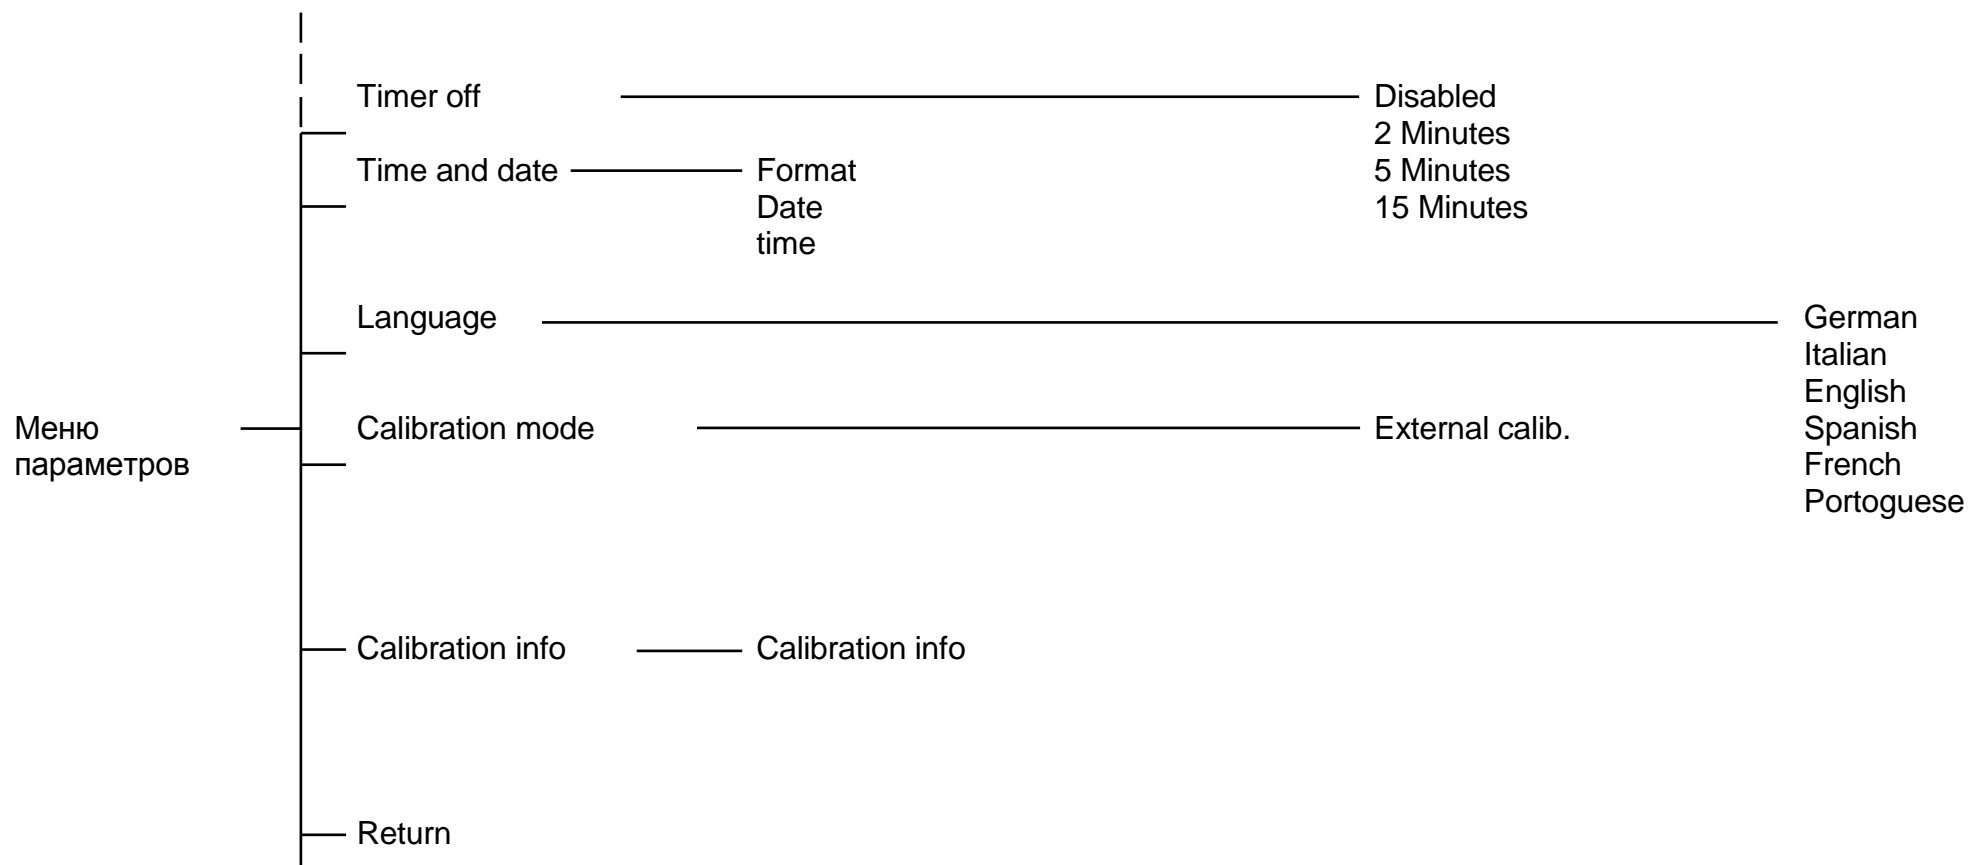 Timer off
Disabled
2 Minutes
5 Minutes
15 Minutes
Time and date
Format
Date
time
Language
German
Italian
English
Spanish
French
Portoguese
Меню
параметров
Calibration mode
External calib.
Calibration info
Calibration info
Return